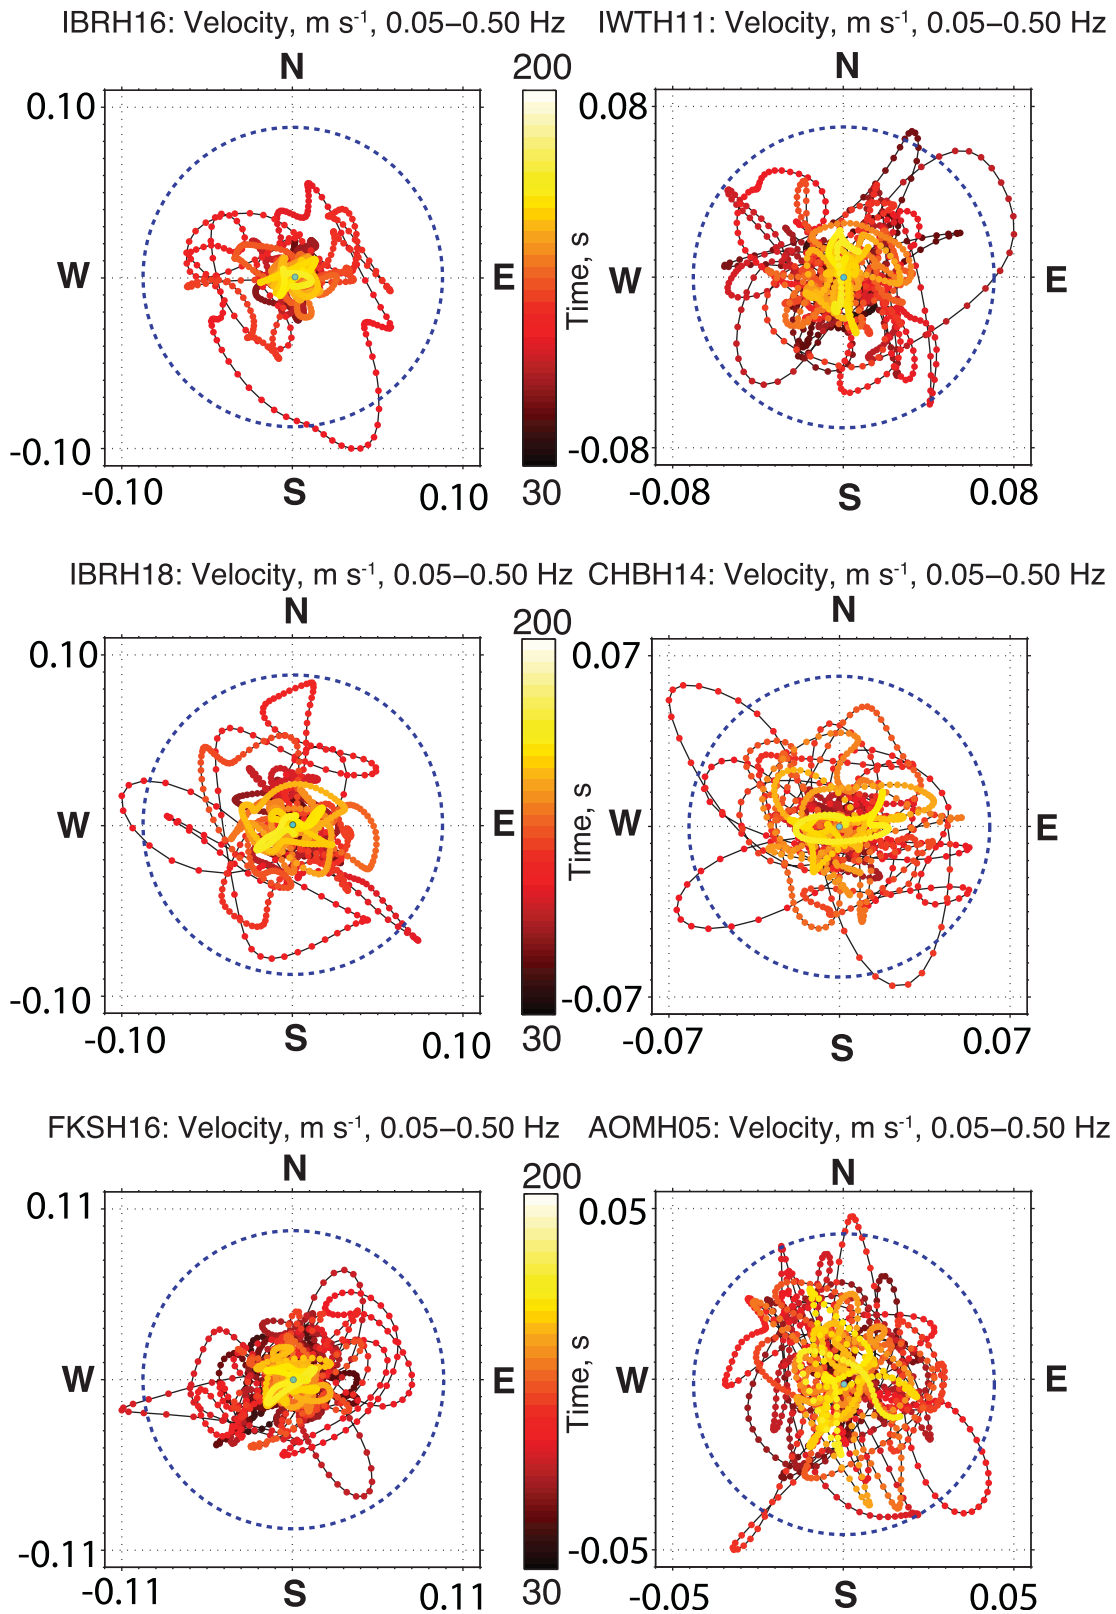 IBRH16: Velocity, m s-1, 0.05–0.50 Hz
N
0.10
W
E
-0.10
-0.10
S
0.10
200
Time, s
30
IWTH11: Velocity, m s-1, 0.05–0.50 Hz
N
0.08
W
E
-0.08
-0.08
S
0.08
IBRH18: Velocity, m s-1, 0.05–0.50 Hz
N
0.10
W
E
-0.10
-0.10
S
0.10
200
Time, s
30
CHBH14: Velocity, m s-1, 0.05–0.50 Hz
N
0.07
W
E
-0.07
-0.07
S
0.07
FKSH16: Velocity, m s-1, 0.05–0.50 Hz
N
0.11
W
E
-0.11
-0.11
S
0.11
200
Time, s
30
AOMH05: Velocity, m s-1, 0.05–0.50 Hz
N
0.05
W
E
-0.05
-0.05
S
0.05